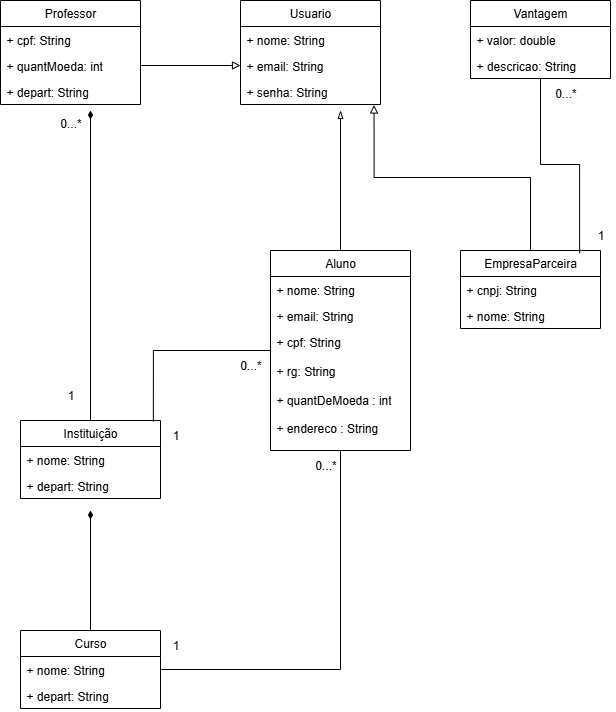 Professor
+ cpf: String
+ quantMoeda: int
+ depart: String
Usuario
+ nome: String
+ email: String
+ senha: String
Vantagem
+ valor: double
+ descricao: String
0...*
0...*
1
Aluno
+ nome: String
+ email: String
+ cpf: String
+ rg: String
+ quantDeMoeda : int
+ endereco : String
EmpresaParceira
+ cnpj: String
+ nome: String
0...*
1
Instituição
+ nome: String
+ depart: String
1
0...*
Curso
+ nome: String
+ depart: String
1